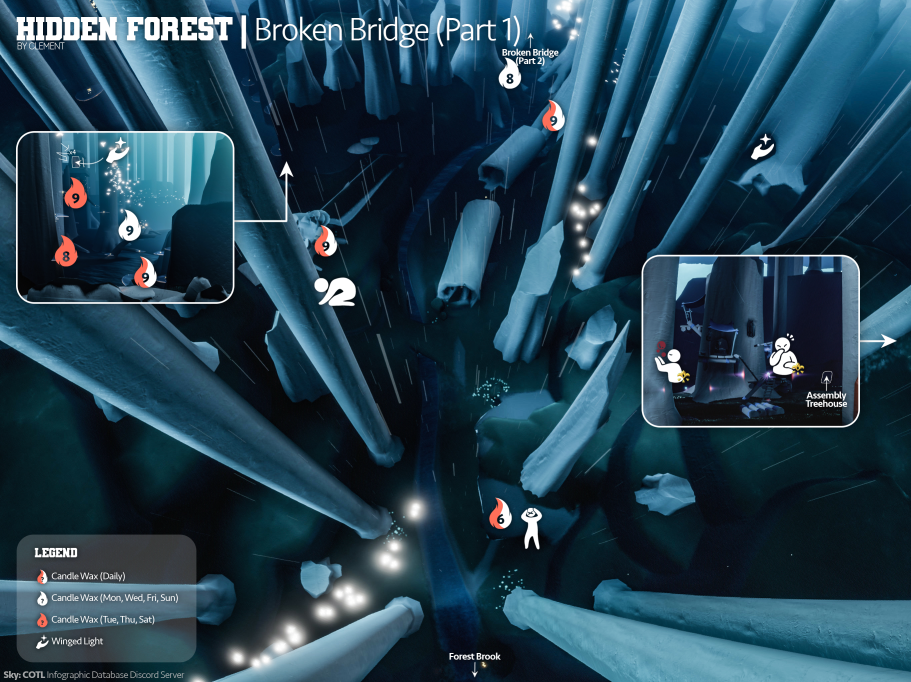 HIDDEN FOREST | Broken Bridge (Part 1)
BY CLEMENT
Broken Bridge
(Part 2)
8
9
9
9
8
9
9
Assembly
Treehouse
6
LEGEND
Candle Wax (Daily)
Candle Wax (Mon, Wed, Fri, Sun)
Candle Wax (Tue, Thu, Sat)
Winged Light
Forest Brook
Sky: COTL Infographic Database Discord Server